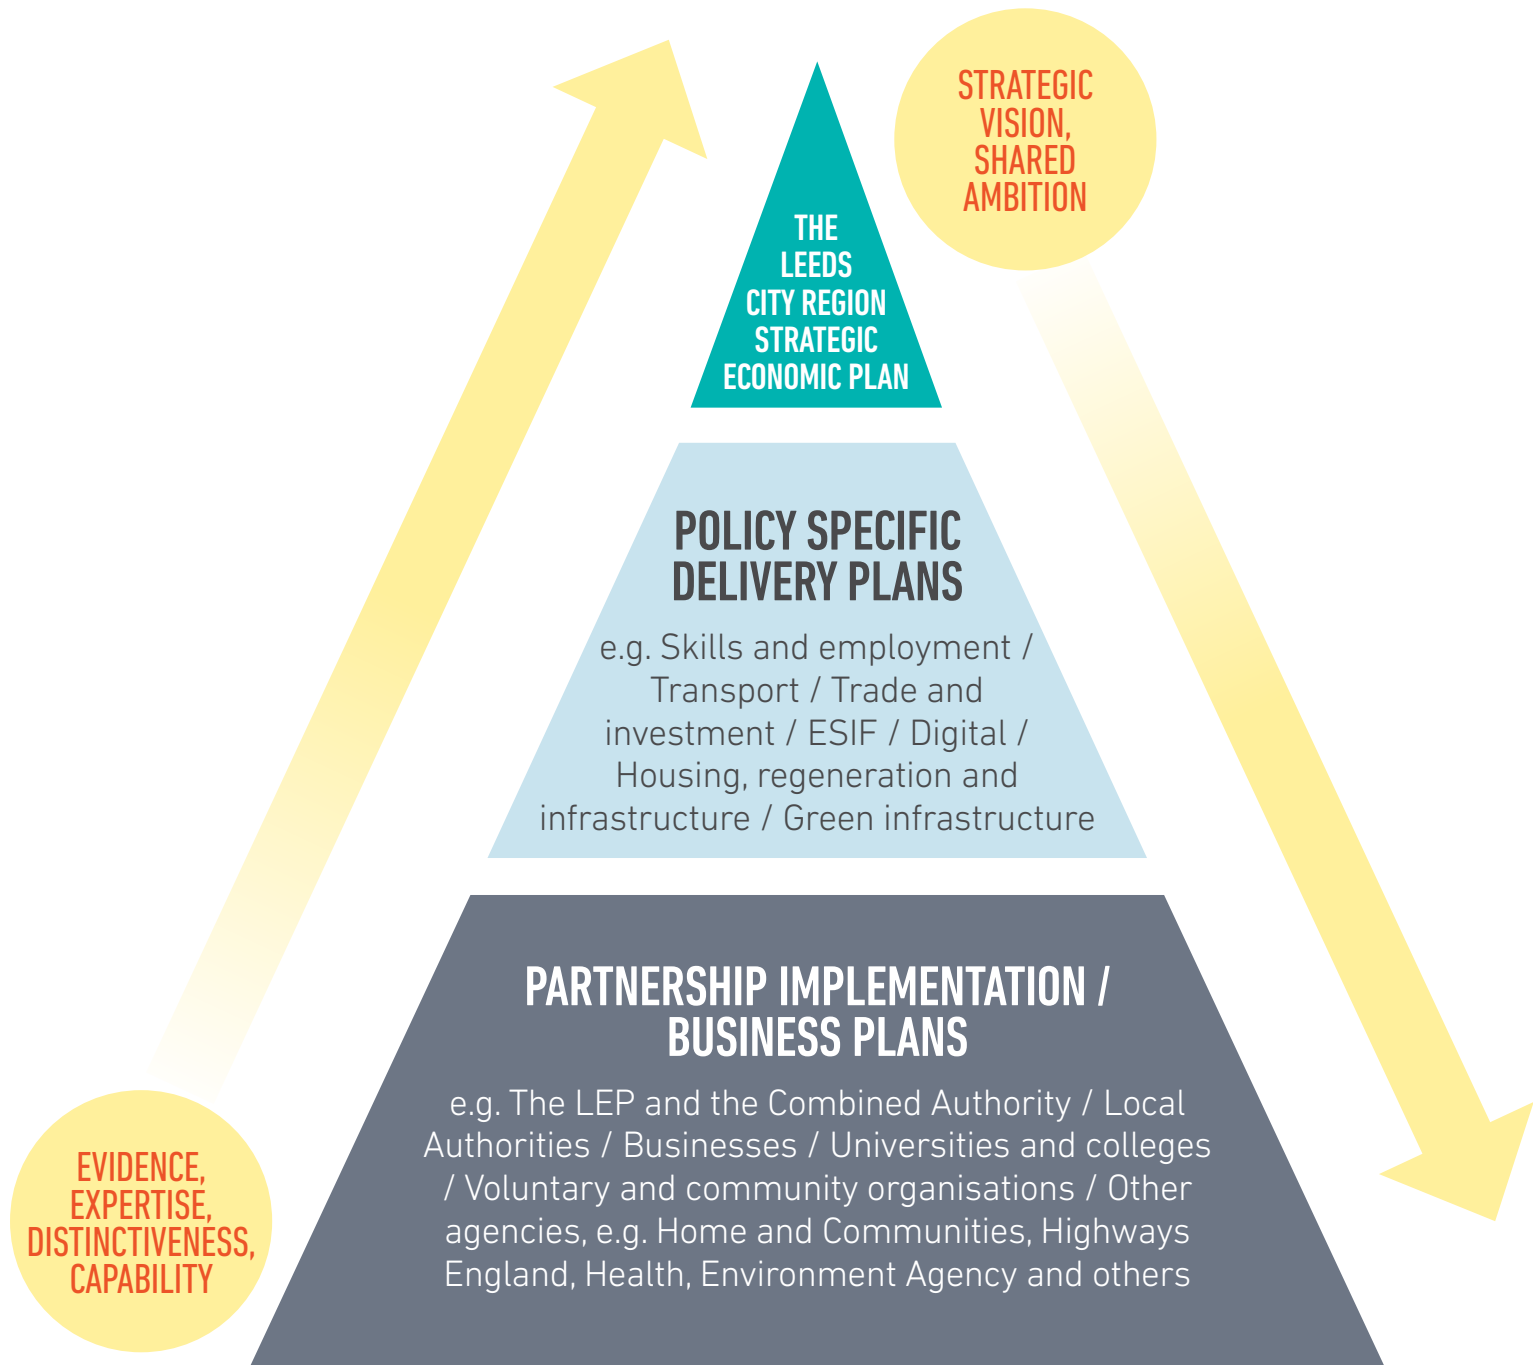 STRATEGIC
VISION,
SHARED
AMBITION
THE
LEEDS
CITY REGION
STRATEGIC
ECONOMIC PLAN
POLICY SPECIFIC
DELIVERY PLANS
e.g. Skills and employment /
Transport / Trade and
investment / ESIF / Digital /
Housing, regeneration and
infrastructure / Green infrastructure
PARTNERSHIP IMPLEMENTATION /
BUSINESS PLANS
e.g. The LEP and the Combined Authority / Local
Authorities / Businesses / Universities and colleges
/ Voluntary and community organisations / Other
agencies, e.g. Home and Communities, Highways
England, Health, Environment Agency and others
EVIDENCE,
EXPERTISE,
DISTINCTIVENESS,
CAPABILITY